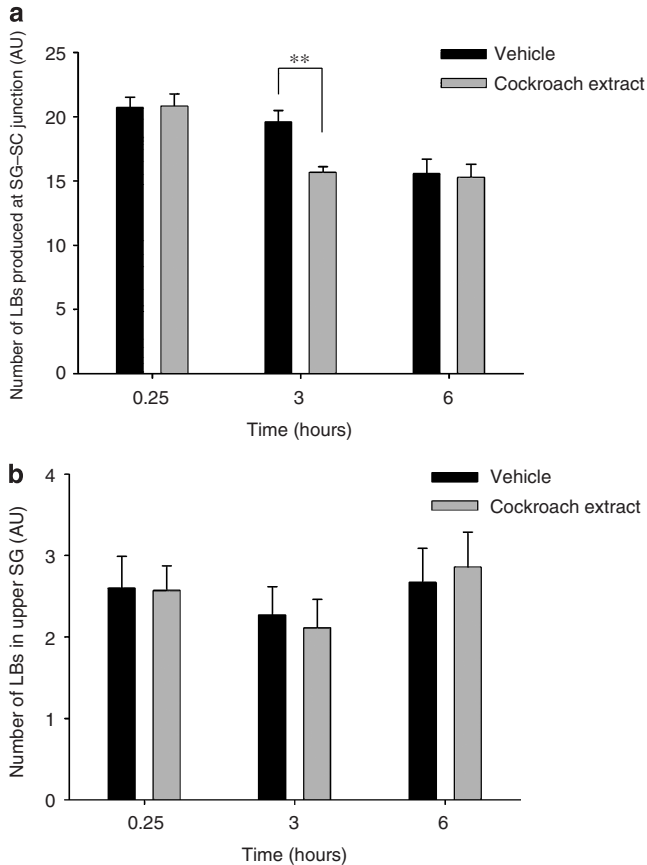 a
Number of LBs produced at SG–SC junction (AU)
25
20
15
10
5
0
**
Vehicle
Cockroach extract
0.25
3
6
Time (hours)
b
Number of LBs in upper SG (AU)
4
3
2
1
0
Vehicle
Cockroach extract
0.25
3
6
Time (hours)